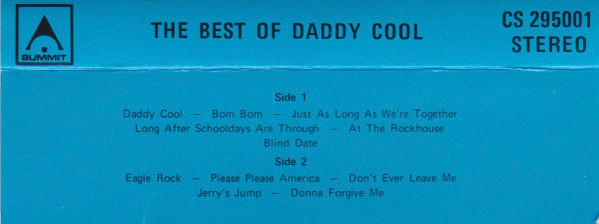 THE BEST OF DADDY COOL
CS 295001
STEREO
SUMMIT
Side 1
Daddy Cool — Bom Bom — Just As Long As We're Together
Long After Schooldays Are Through — At The Rockhouse
Blind Date
Side 2
Eagle Rock — Please Please America — Don't Ever Leave Me
Jerry's Jump — Donna Forgive Me